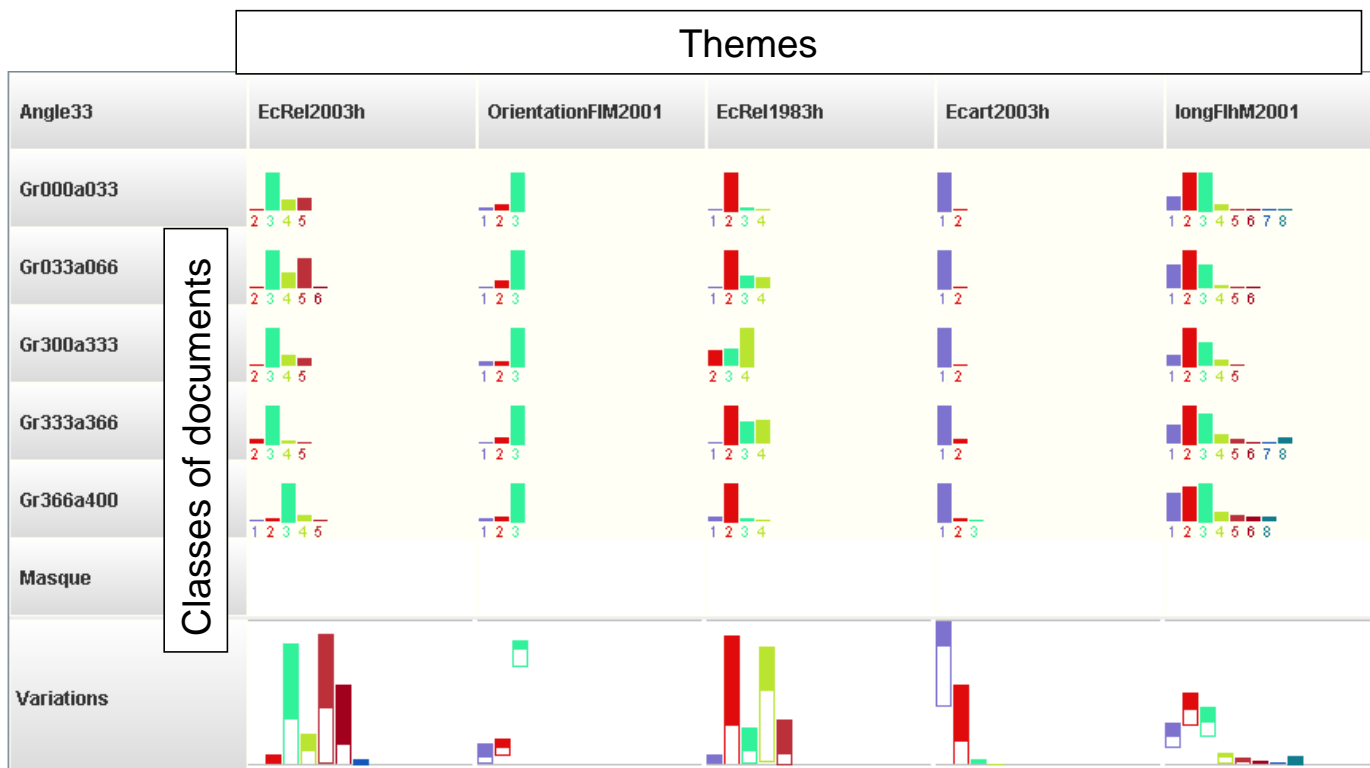 Themes
Angle33 EcRel2003h OrientationFlM2001 EcRel1983h Ecart2003h longFlhM2001
Gr000a033
2 3 4 5 1 2 3 1 2 3 4 1 2 1 2 3 4 5 6 7 8
Classes of documents
Gr033a066
2 3 4 5 6 1 2 3 1 2 3 4 1 2 1 2 3 4 5 6
Gr300a333
2 3 4 5 1 2 3 2 3 4 1 2 1 2 3 4 5
Gr333a366
2 3 4 5 1 2 3 1 2 3 4 1 2 1 2 3 4 5 6 7 8
Gr366a400
1 2 3 4 5 1 2 3 1 2 3 4 1 2 3 1 2 3 4 5 6 8
Masque
Variations